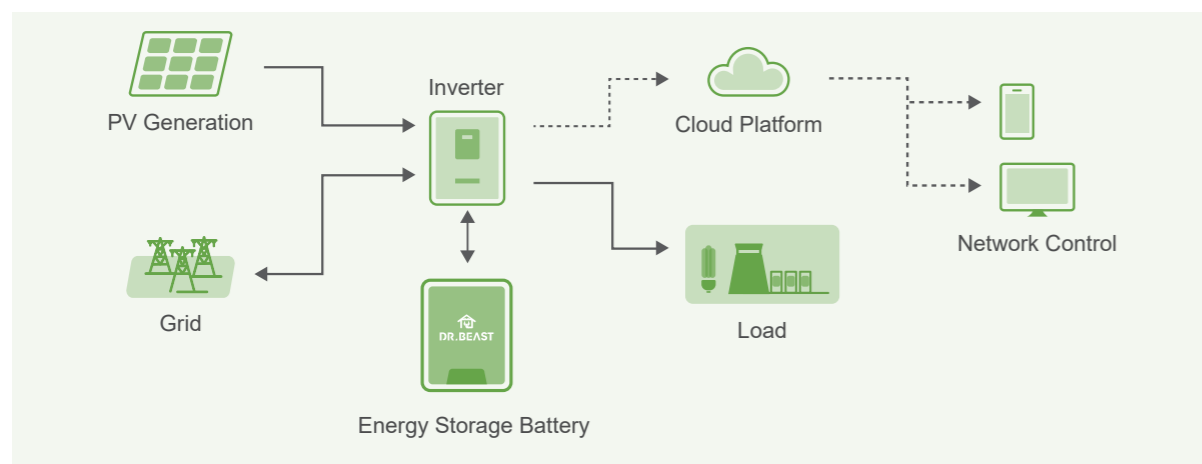 PV Generation
Inverter
Cloud Platform
Network Control
Grid
DR.BEAST
Load
Energy Storage Battery